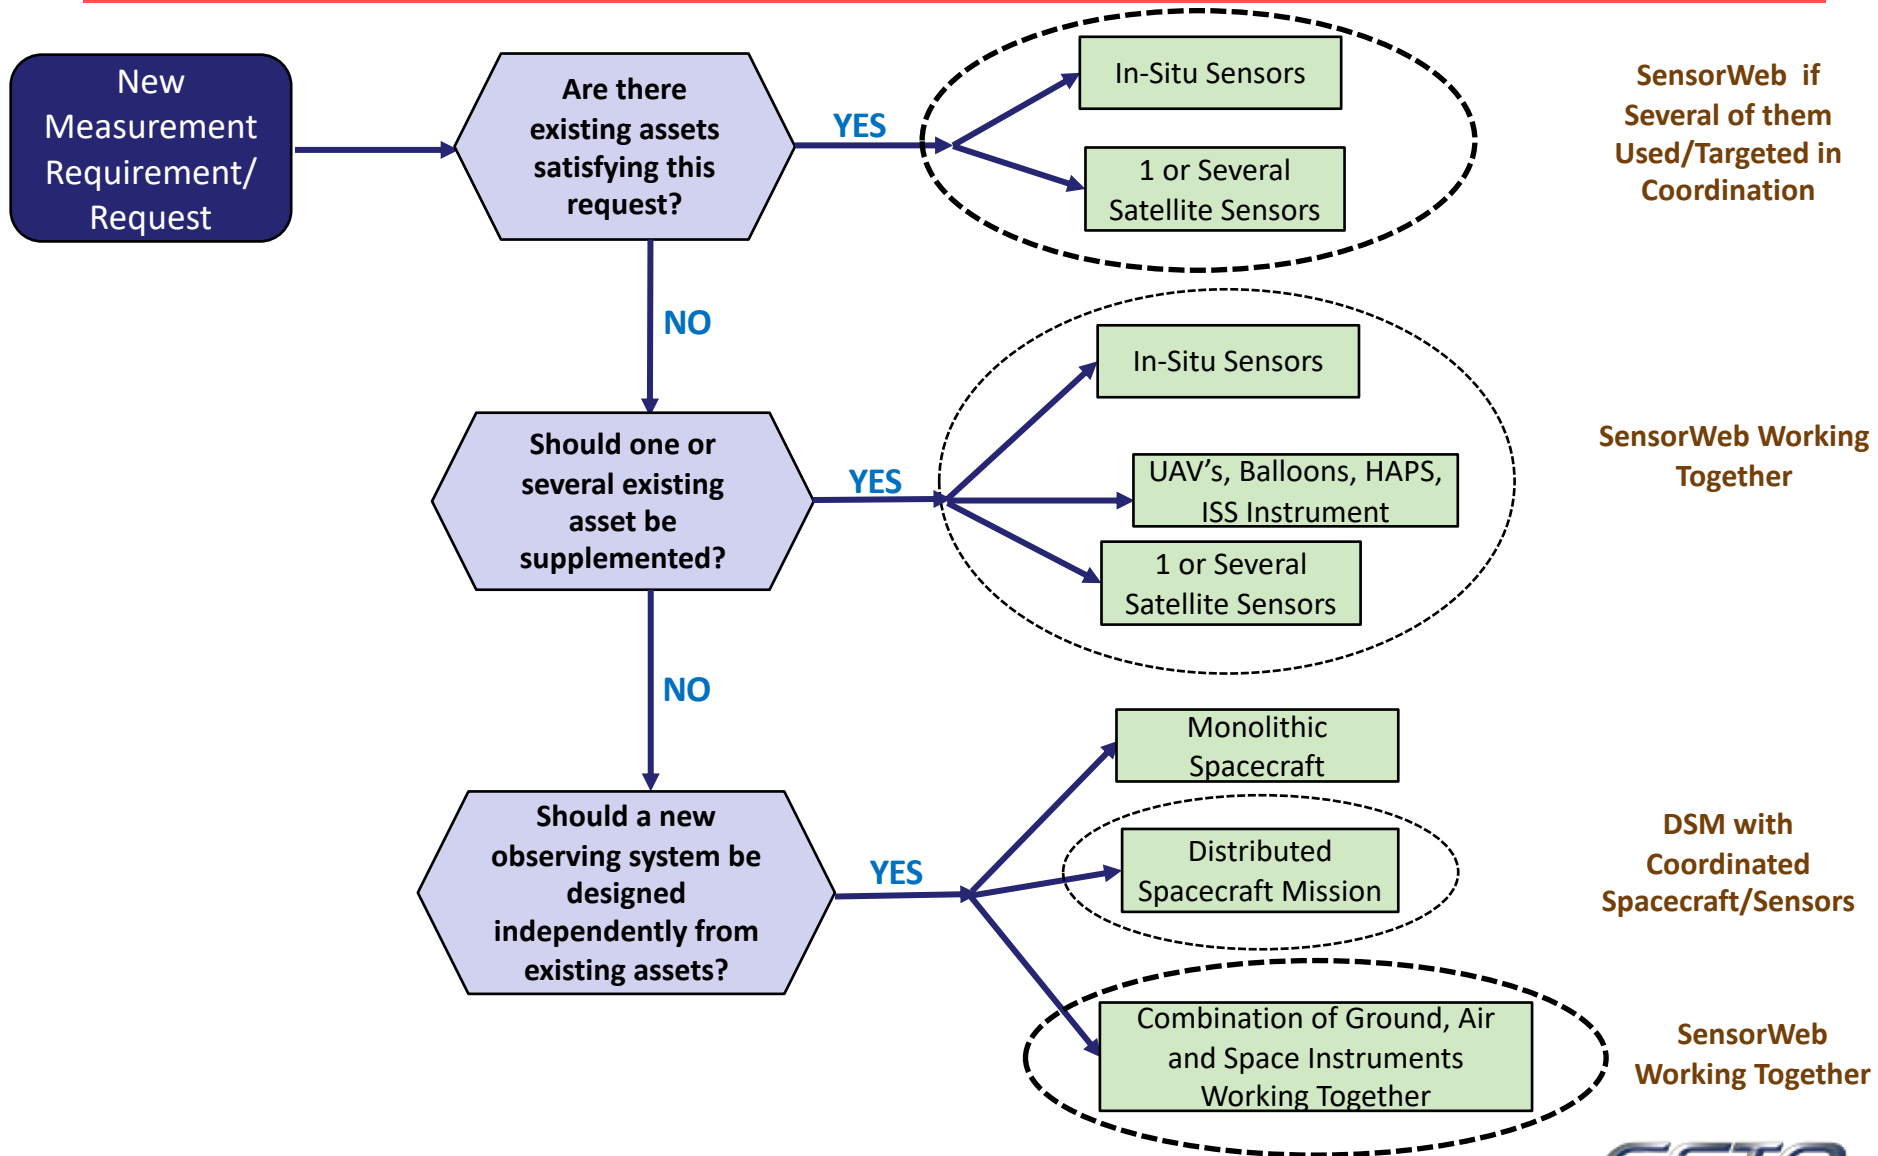 New
Measurement
Requirement/
Request
Are there
existing assets
satisfying this
request?
YES
In-Situ Sensors
1 or Several
Satellite Sensors
SensorWeb if
Several of them
Used/Targeted in
Coordination
NO
Should one or
several existing
asset be
supplemented?
YES
In-Situ Sensors
UAV's, Balloons, HAPS,
ISS Instrument
1 or Several
Satellite Sensors
SensorWeb Working
Together
NO
Should a new
observing system be
designed
independently from
existing assets?
YES
Monolithic
Spacecraft
Distributed
Spacecraft Mission
DSM with
Coordinated
Spacecraft/Sensors
Combination of Ground, Air
and Space Instruments
Working Together
SensorWeb
Working Together